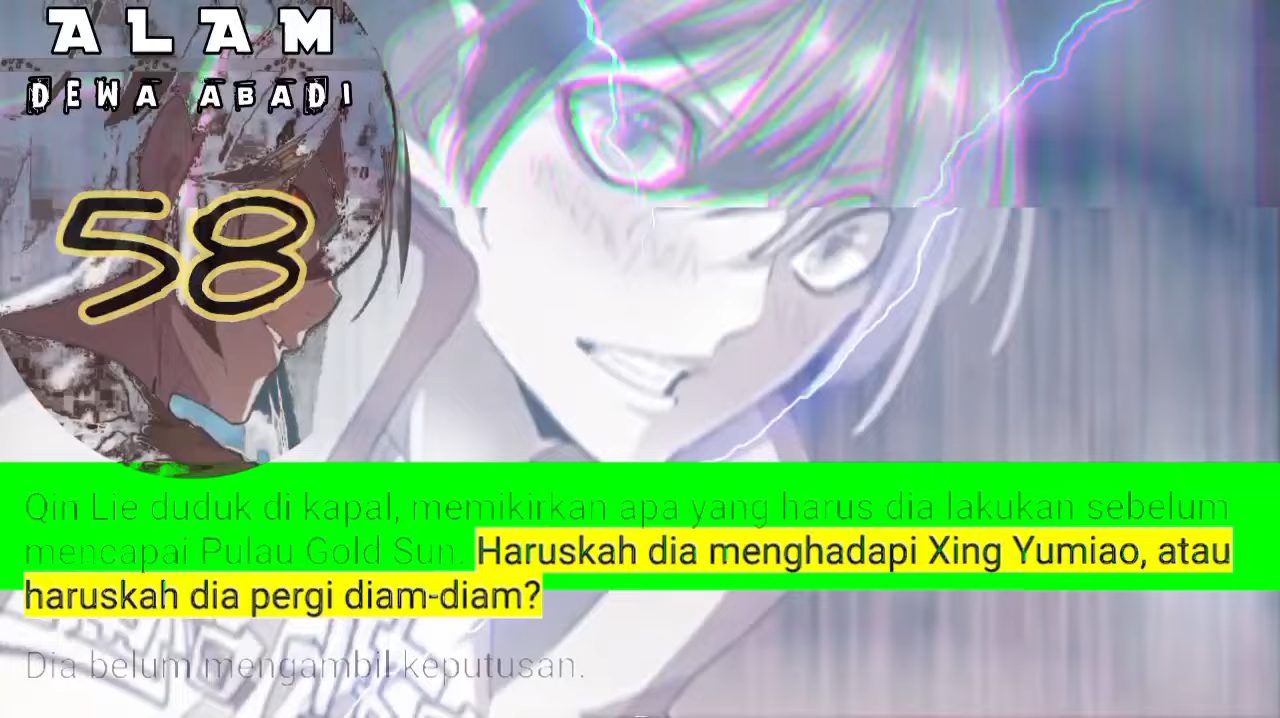 ALAM
DEWA ABADI
58
Qin Lie duduk di kapal, memikirkan apa yang harus dia lakukan sebelum
mencapai Pulau Gold Sun. Haruskah dia menghadapi Xing Yumiao, atau
haruskah dia pergi diam-diam?
Dia belum mengambil keputusan.